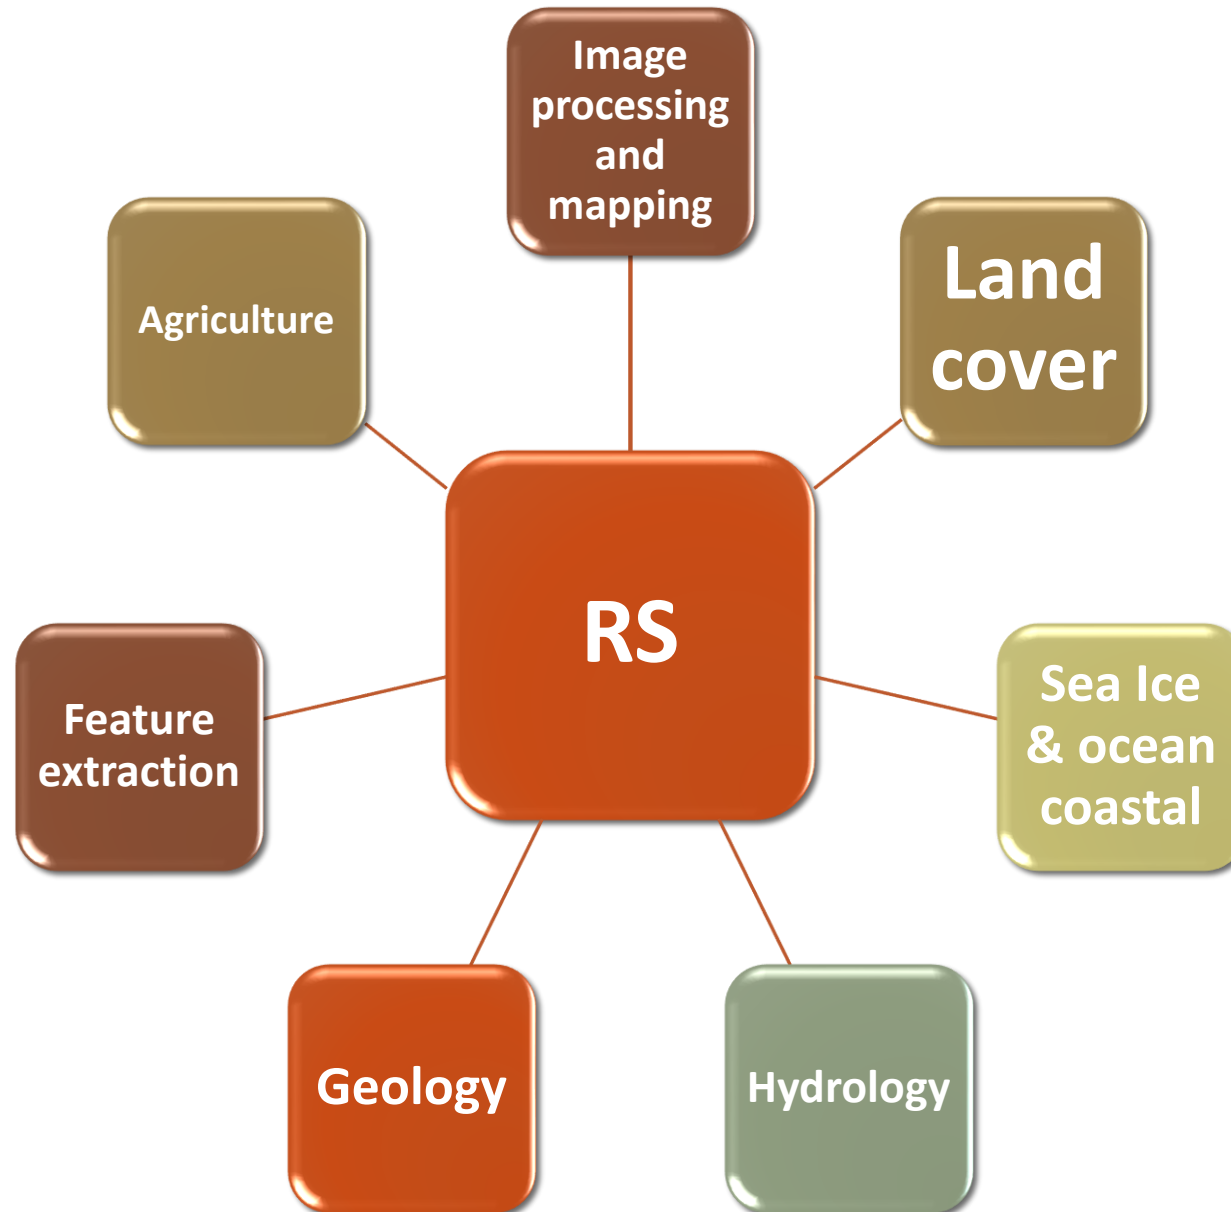 Image
processing
and
mapping
Land
cover
Agriculture
RS
Sea Ice
& ocean
coastal
Feature
extraction
Geology
Hydrology